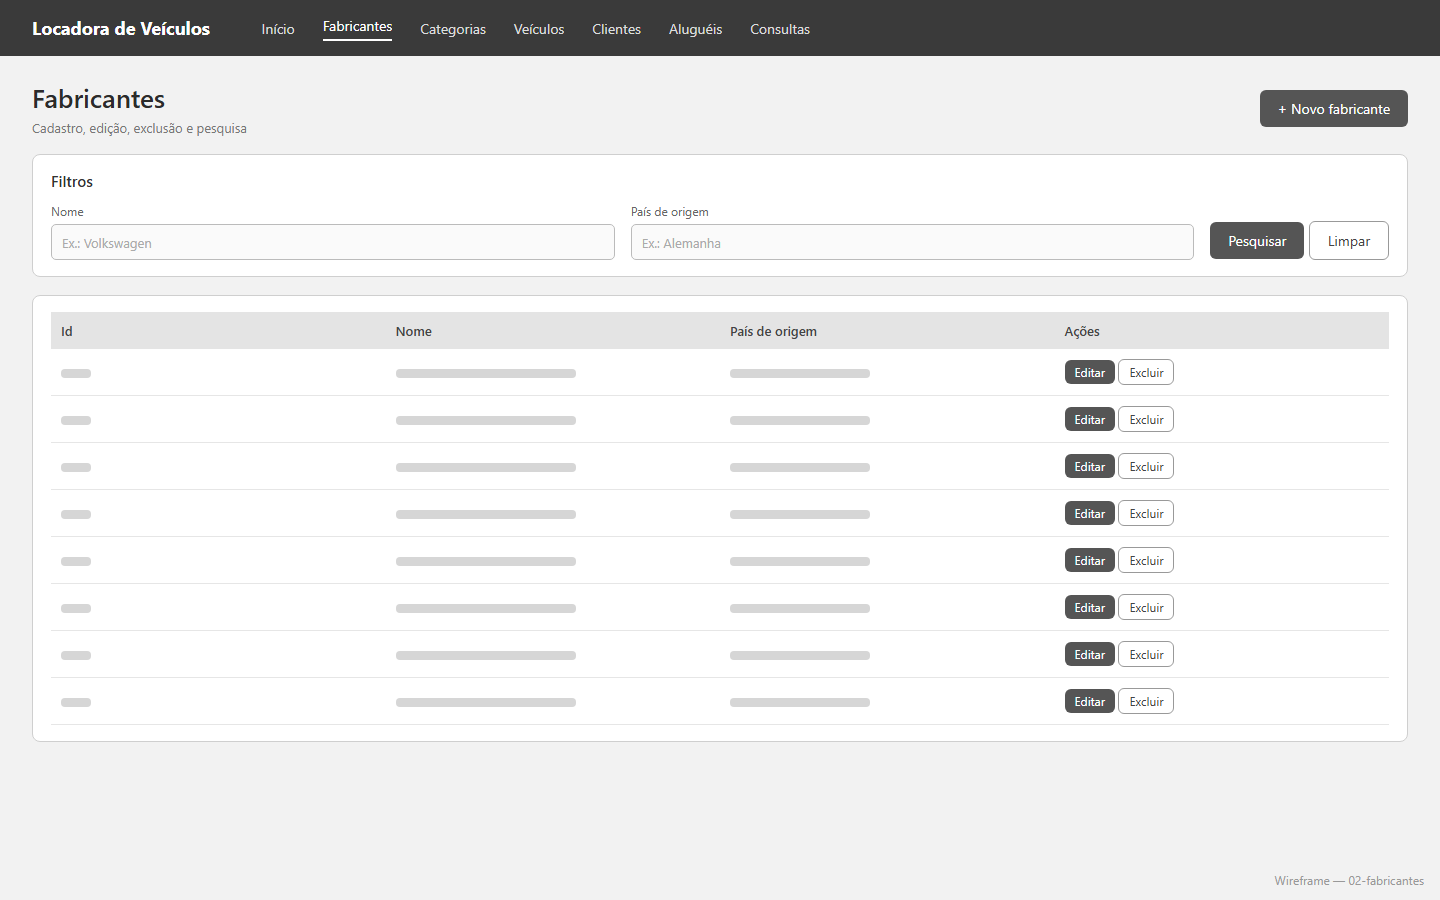 Locadora de Veículos Início Fabricantes Categorias Veículos Clientes Aluguéis Consultas
Fabricantes
Cadastro, edição, exclusão e pesquisa
+ Novo fabricante
Filtros
Nome País de origem
Ex.: Volkswagen Ex.: Alemanha Pesquisar Limpar
Id Nome País de origem Ações
Editar Excluir
Editar Excluir
Editar Excluir
Editar Excluir
Editar Excluir
Editar Excluir
Editar Excluir
Editar Excluir
Wireframe — 02-fabricantes